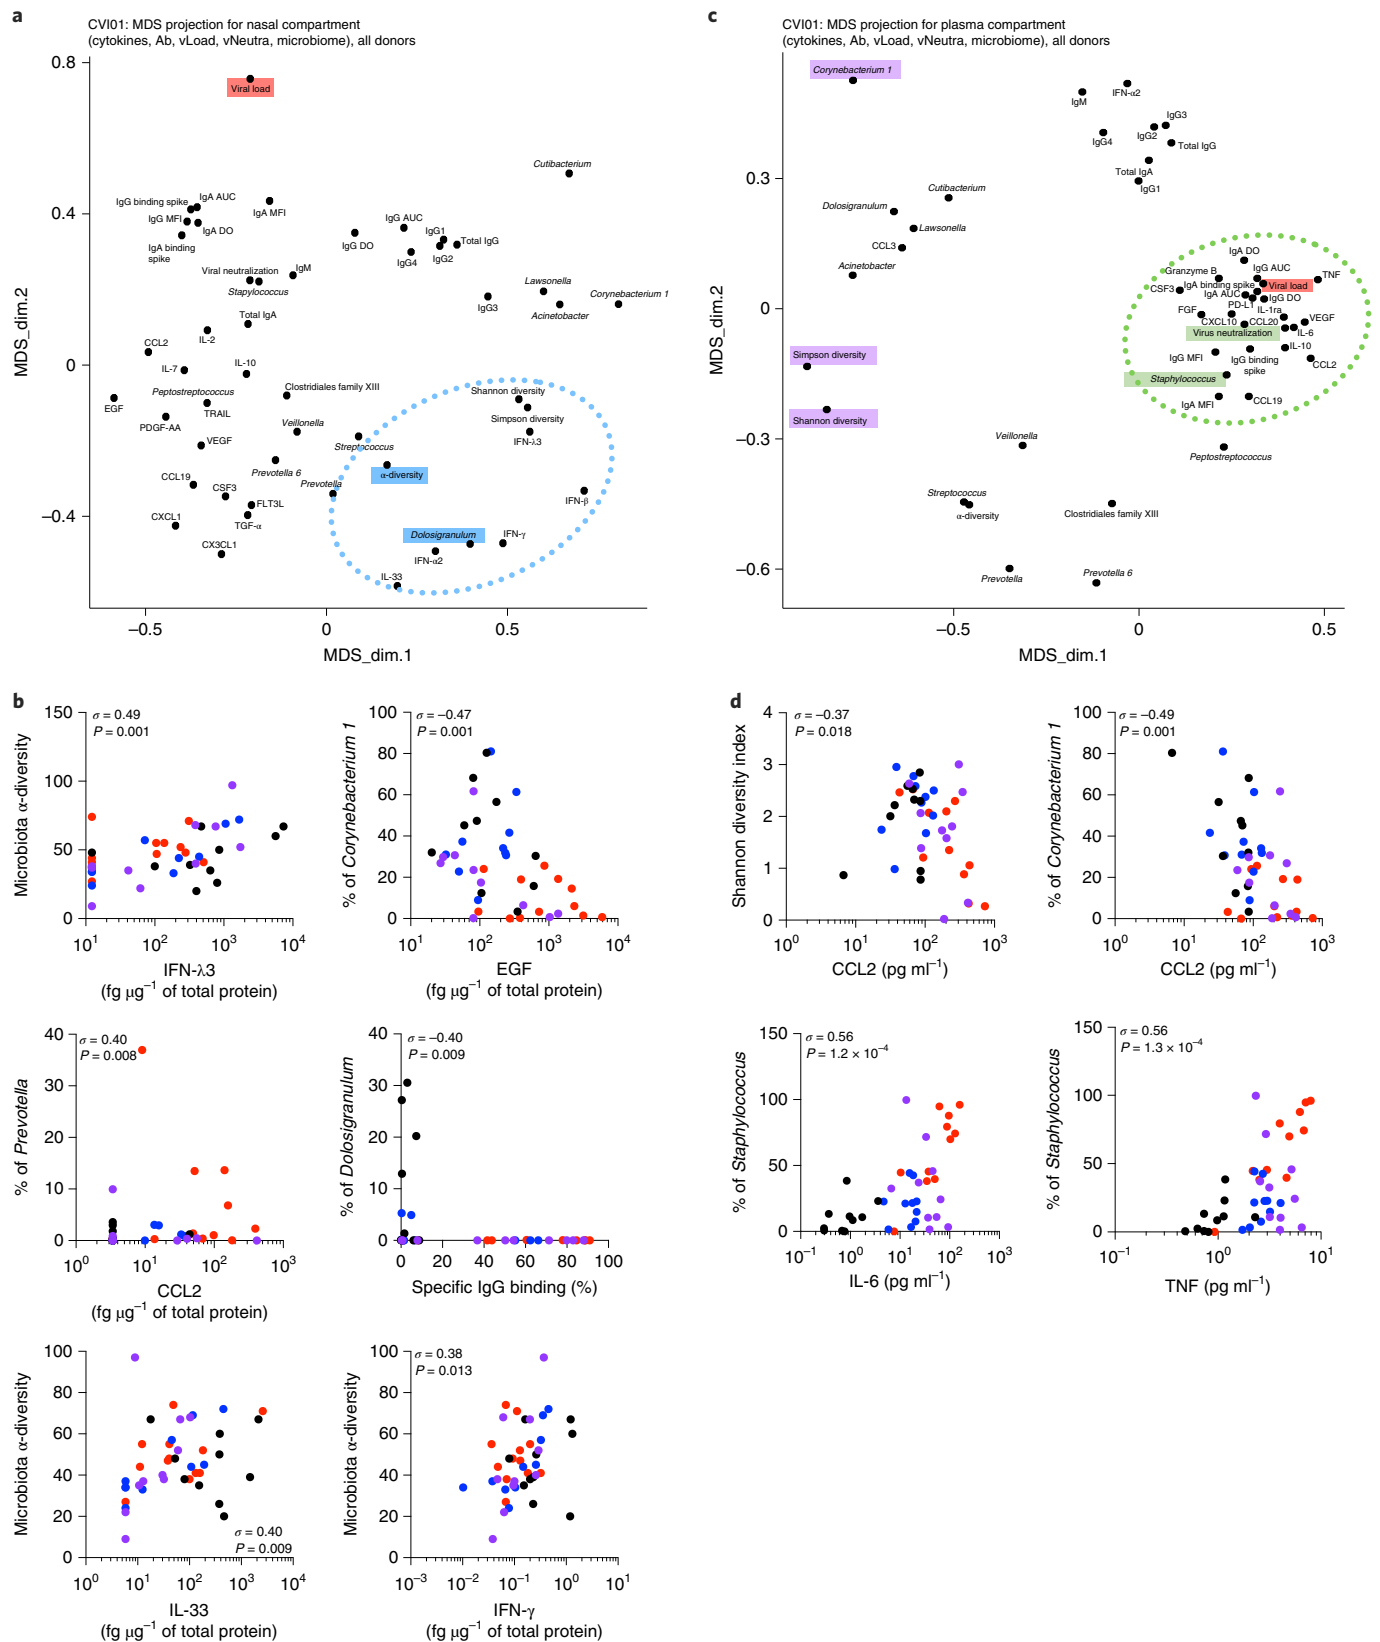 a
CVI01: MDS projection for nasal compartment
(cytokines, Ab, vLoad, vNeutra, microbiome), all donors
0.8
0.4
0
−0.4
MDS_dim.2
Viral load
Cutibacterium
IgG binding spike
IgA AUC
IgA MFI
IgG MFI
IgA DO
IgA binding
spike
IgG AUC
IgG DO
IgG1
Total IgG
IgG4
IgG2
Viral neutralization
IgM
Stapylococcus
Lawsonella
Corynebacterium 1
IgG3
Acinetobacter
Total IgA
IL-2
CCL2
IL-7
IL-10
Clostridiales family XIII
Shannon diversity
Peptostreptococcus
EGF
TRAIL
Simpson diversity
PDGF-AA
Veillonella
IFN-λ3
VEGF
Streptococcus
Prevotella 6
α-diversity
CCL19
CSF3
Prevotella
IFN-β
FLT3L
CXCL1
TGF-α
Dolosigranulum
IFN-γ
CX3CL1
IFN-α2
IL-33
−0.5
0
0.5
MDS_dim.1
c
CVI01: MDS projection for plasma compartment
(cytokines, Ab, vLoad, vNeutra, microbiome), all donors
0.3
0
−0.3
−0.6
MDS_dim.2
Corynebacterium 1
IgM
IFN-α2
IgG3
IgG4
IgG2
Total IgG
Total IgA
IgG1
Cutibacterium
Dolosigranulum
Lawsonella
CCL3
Acinetobacter
IgA DO
Granzyme B
IgG AUC
TNF
CSF3
IgA binding spike
Viral load
IgA AUC
IgG DO
PD-L1
FGF
IL-1ra
CXCL10
CCL20
VEGF
Virus neutralization
IL-6
IgG MFI
IgG binding
spike
IL-10
CCL2
Simpson diversity
Staphylococcus
IgA MFI
CCL19
Shannon diversity
Veillonella
Peptostreptococcus
Streptococcus
α-diversity
Clostridiales family XIII
Prevotella
Prevotella 6
−0.5
0
0.5
MDS_dim.1
b
σ = 0.49
P = 0.001
150
100
50
0
Microbiota α-diversity
10¹
10²
10³
10⁴
IFN-λ3
(fg μg⁻¹ of total protein)
σ = −0.47
P = 0.001
100
80
60
40
20
0
% of Corynebacterium 1
10¹
10²
10³
10⁴
EGF
(fg μg⁻¹ of total protein)
σ = 0.40
P = 0.008
40
30
20
10
0
% of Prevotella
10⁰
10¹
10²
10³
CCL2
(fg μg⁻¹ of total protein)
σ = −0.40
P = 0.009
40
30
20
10
0
% of Dolosigranulum
0
20
40
60
80
100
Specific IgG binding (%)
100
80
60
40
20
0
Microbiota α-diversity
σ = 0.40
P = 0.009
10⁰
10¹
10²
10³
10⁴
IL-33
(fg μg⁻¹ of total protein)
σ = 0.38
P = 0.013
100
80
60
40
20
0
Microbiota α-diversity
10⁻³
10⁻²
10⁻¹
10⁰
10¹
IFN-γ
(fg μg⁻¹ of total protein)
d
σ = −0.37
P = 0.018
4
3
2
1
0
Shannon diversity index
10⁰
10¹
10²
10³
CCL2 (pg ml⁻¹)
σ = −0.49
P = 0.001
100
80
60
40
20
0
% of Corynebacterium 1
10⁰
10¹
10²
10³
CCL2 (pg ml⁻¹)
σ = 0.56
P = 1.2 × 10⁻⁴
150
100
50
0
% of Staphylococcus
10⁻¹
10⁰
10¹
10²
10³
IL-6 (pg ml⁻¹)
σ = 0.56
P = 1.3 × 10⁻⁴
150
100
50
0
% of Staphylococcus
10⁻¹
10⁰
10¹
TNF (pg ml⁻¹)